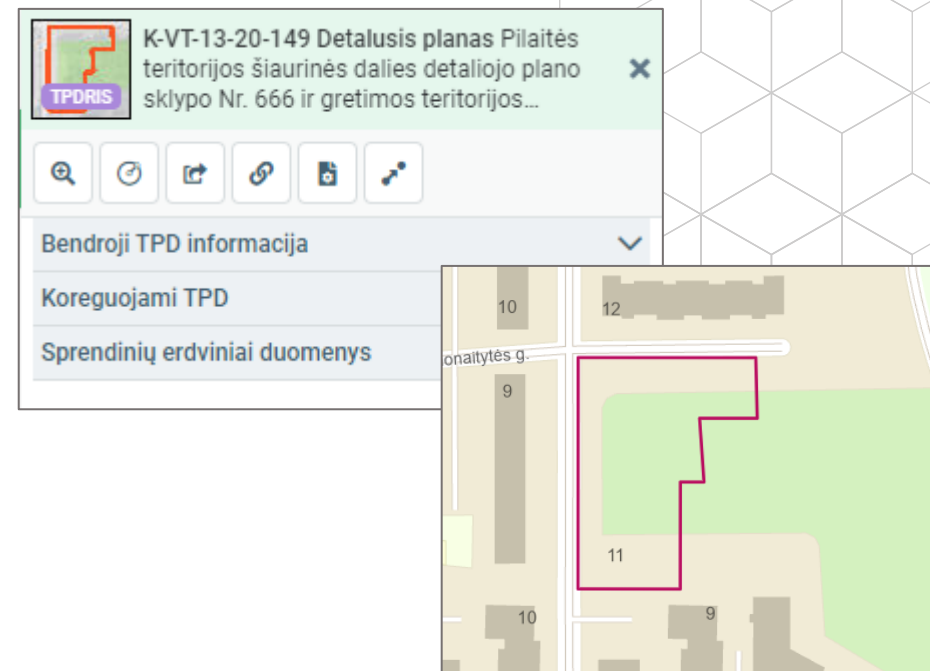 K-VT-13-20-149 Detalusis planas Pilaitės
teritorijos šiaurinės dalies detaliojo plano
sklypo Nr. 666 ir gretimos teritorijos...
TPDRIS
Bendroji TPD informacija
Koreguojami TPD
Sprendinių erdviniai duomenys
10
12
onaitytės g.
9
11
10
9